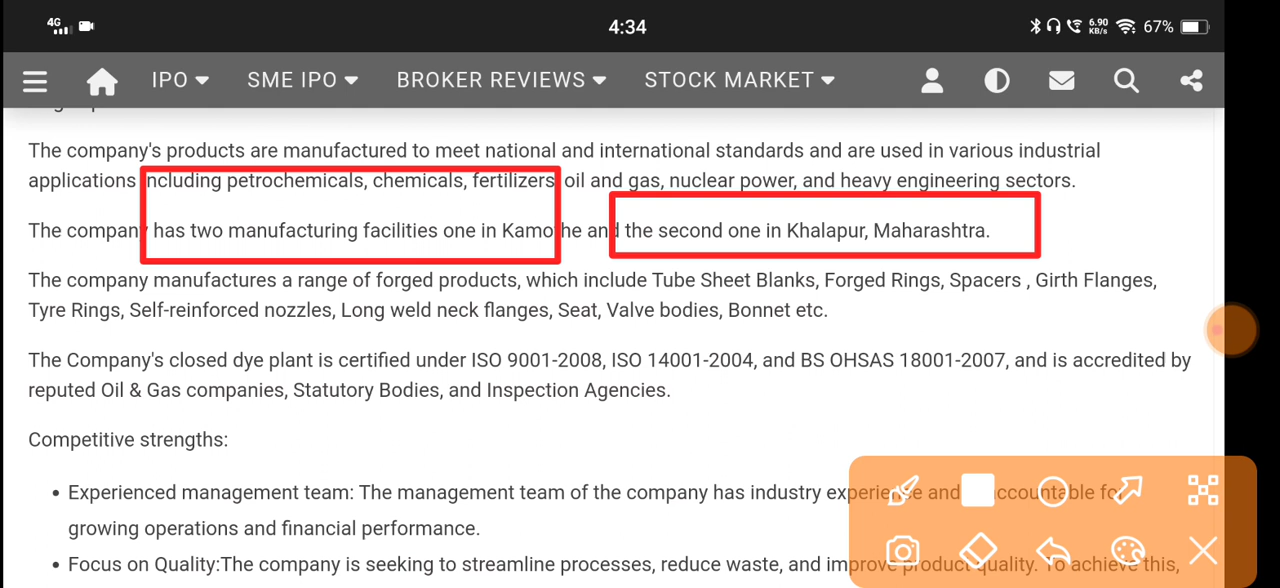 4G 4:34 6.90 KB/s 67%
IPO SME IPO BROKER REVIEWS STOCK MARKET
The company's products are manufactured to meet national and international standards and are used in various industrial
applications including petrochemicals, chemicals, fertilizers, oil and gas, nuclear power, and heavy engineering sectors.
The company has two manufacturing facilities one in Kamothe and the second one in Khalapur, Maharashtra.
The company manufactures a range of forged products, which include Tube Sheet Blanks, Forged Rings, Spacers , Girth Flanges,
Tyre Rings, Self-reinforced nozzles, Long weld neck flanges, Seat, Valve bodies, Bonnet etc.
The Company's closed dye plant is certified under ISO 9001-2008, ISO 14001-2004, and BS OHSAS 18001-2007, and is accredited by
reputed Oil & Gas companies, Statutory Bodies, and Inspection Agencies.
Competitive strengths:
• Experienced management team: The management team of the company has industry experience and accountable for
growing operations and financial performance.
• Focus on Quality:The company is seeking to streamline processes, reduce waste, and improve product quality. To achieve this,